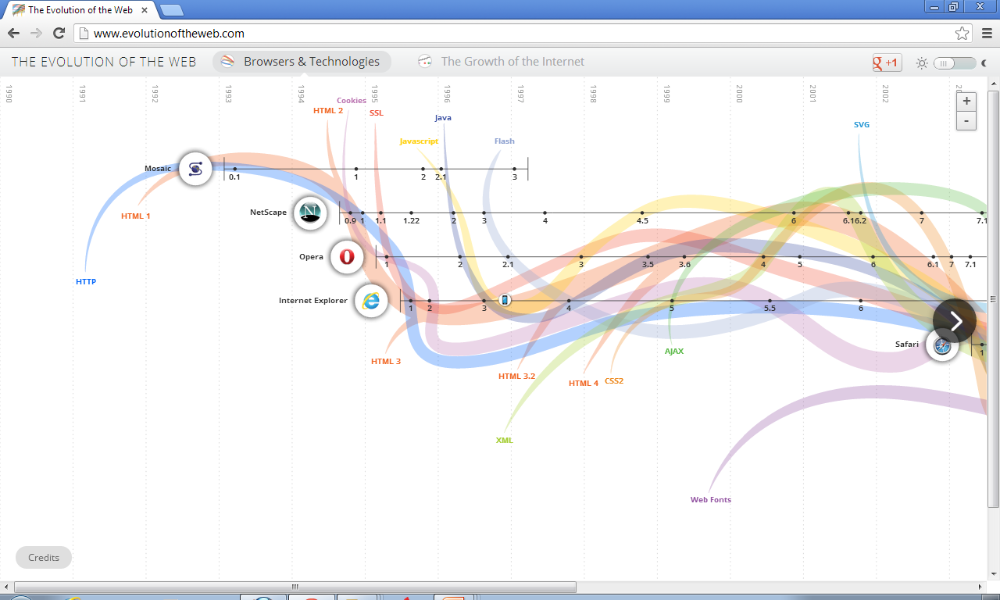 The Evolution of the Web
www.evolutionoftheweb.com
THE EVOLUTION OF THE WEB
Browsers & Technologies
The Growth of the Internet
+1
1990
1991
1992
1993
1994
1995
1996
1997
1998
1999
2000
2001
2002
+
-
Cookies
HTML 2
SSL
Java
SVG
Javascript
Flash
Mosaic
0.1 1 2 2.1 3
HTML 1
NetScape
0.9 1 1.1 1.22 2 3 4 4.5 6 6.1 6.2 7 7.1
Opera
1 2 2.1 3 3.5 3.6 4 5 6 6.1 7 7.1
HTTP
Internet Explorer
1 2 3 4 5 5.5 6
Safari
1
AJAX
HTML 3
HTML 3.2
HTML 4
CSS2
XML
Web Fonts
Credits